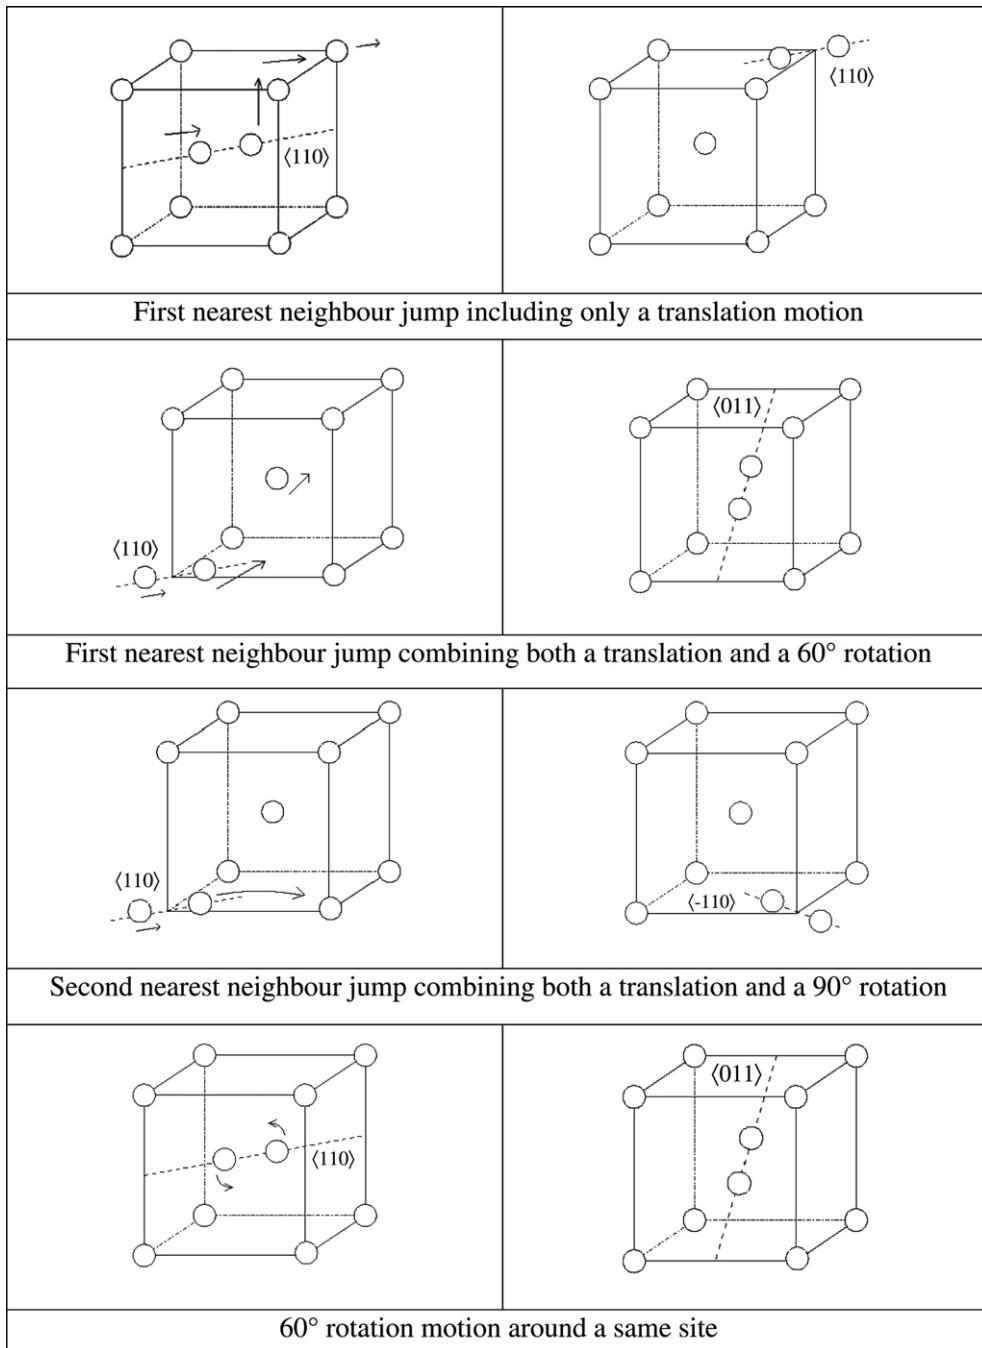 ⟨110⟩
⟨110⟩
First nearest neighbour jump including only a translation motion
⟨110⟩
⟨011⟩
First nearest neighbour jump combining both a translation and a 60° rotation
⟨110⟩
⟨-110⟩
Second nearest neighbour jump combining both a translation and a 90° rotation
⟨110⟩
⟨011⟩
60° rotation motion around a same site